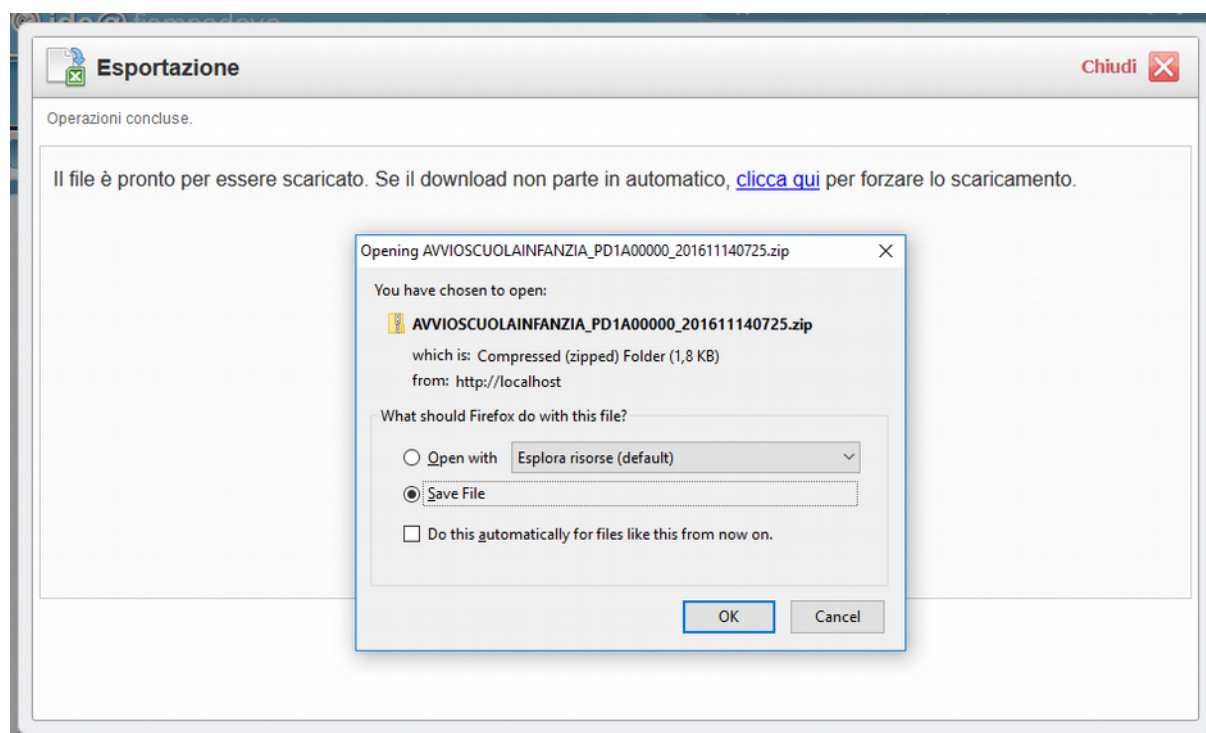 Esportazione
Chiudi
Operazioni concluse.
Il file è pronto per essere scaricato. Se il download non parte in automatico, clicca qui per forzare lo scaricamento.
Opening AVVIOSCUOLAINFANZIA_PD1A00000_201611140725.zip
You have chosen to open:
AVVIOSCUOLAINFANZIA_PD1A00000_201611140725.zip
which is: Compressed (zipped) Folder (1,8 KB)
from: http://localhost
What should Firefox do with this file?
Open with Esplora risorse (default)
Save File
Do this automatically for files like this from now on.
OK Cancel